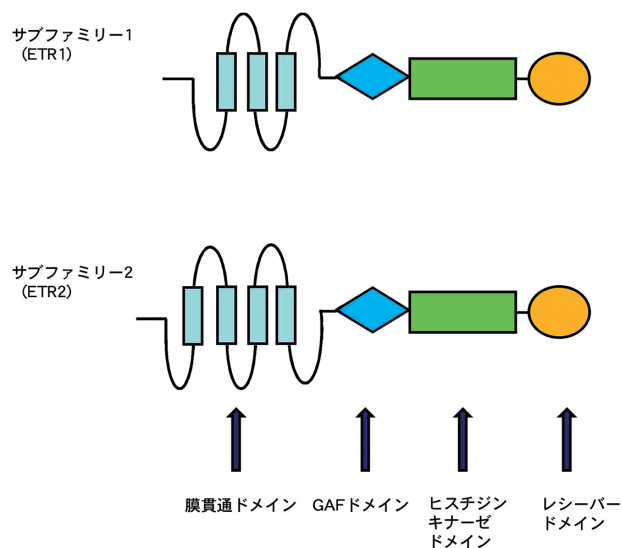 サブファミリー1
（ETR1）
サブファミリー2
（ETR2）
膜貫通ドメイン
GAFドメイン
ヒスチジン
キナーゼ
ドメイン
レシーバー
ドメイン